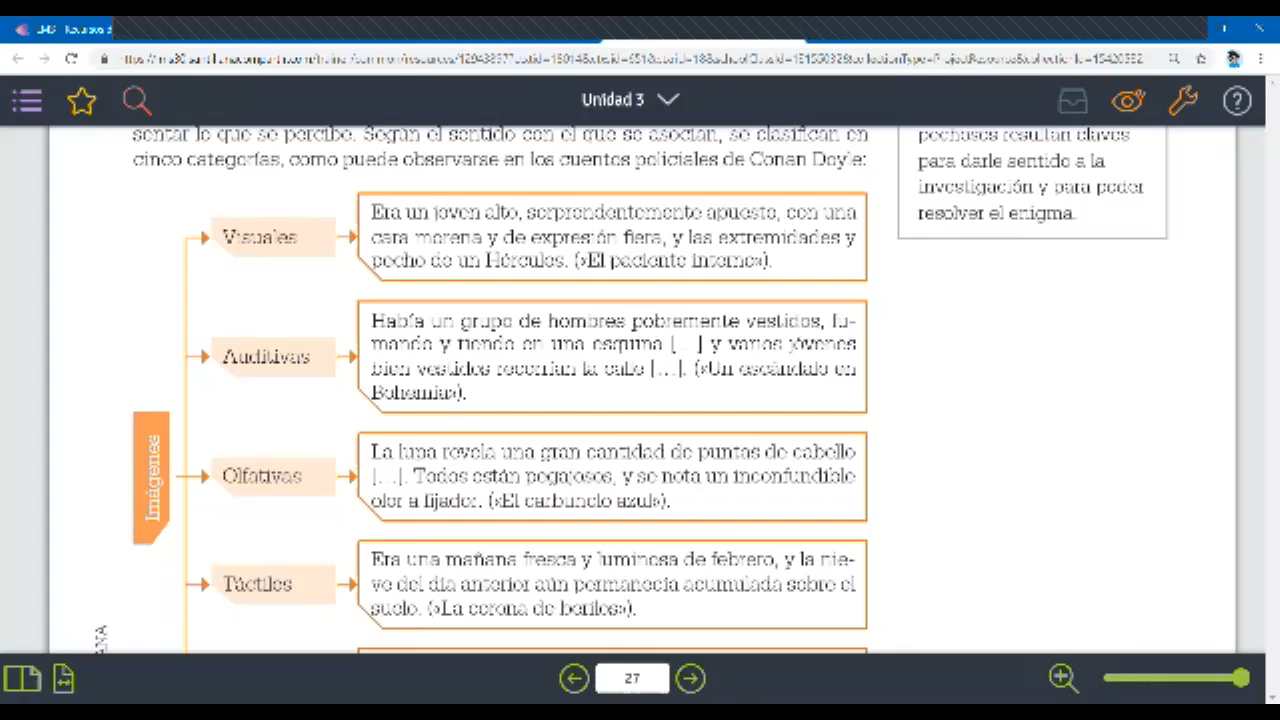 Unidad 3
sentar lo que se percibe. Según el sentido con el que se asocian, se clasifican en
cinco categorías, como puede observarse en los cuentos policiales de Conan Doyle:
pechosos resultan claves
para darle sentido a la
investigación y para poder
resolver el enigma.
Imágenes
Visuales
Era un joven alto, sorprendentemente apuesto, con una
cara morena y de expresión fiera, y las extremidades y
pecho de un Hércules. («El paciente interno»).
Auditivas
Había un grupo de hombres pobremente vestidos, fu-
mando y riendo en una esquina [...] y varios jóvenes
bien vestidos recorrían la calle [...]. («Un escándalo en
Bohemia»).
Olfativas
La lupa revela una gran cantidad de puntas de cabello
[...]. Todos están pegajosos, y se nota un inconfundible
olor a fijador. («El carbunclo azul»).
Táctiles
Era una mañana fresca y luminosa de febrero, y la nie-
ve del día anterior aún permanecía acumulada sobre el
suelo. («La corona de berilos»).
27